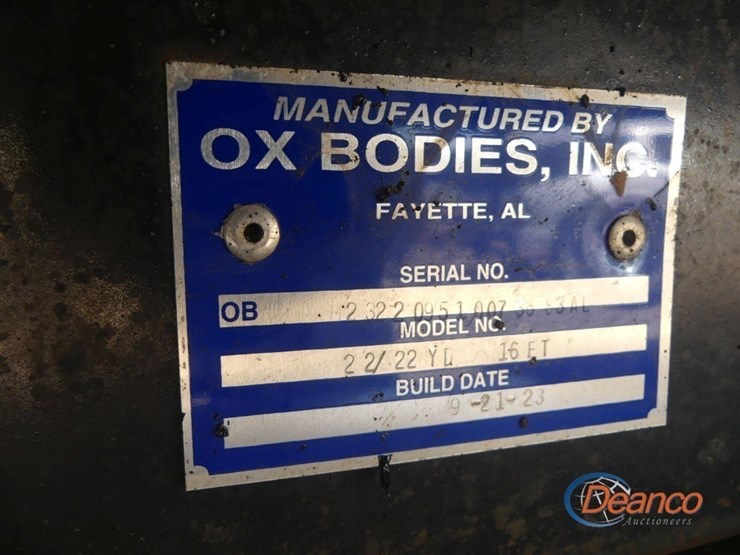 MANUFACTURED BY
OX BODIES, INC.
FAYETTE, AL
SERIAL NO.
OB
MODEL NO.
22/22 YD 16 FT
BUILD DATE
9-21-23
Deanco
Auctioneers